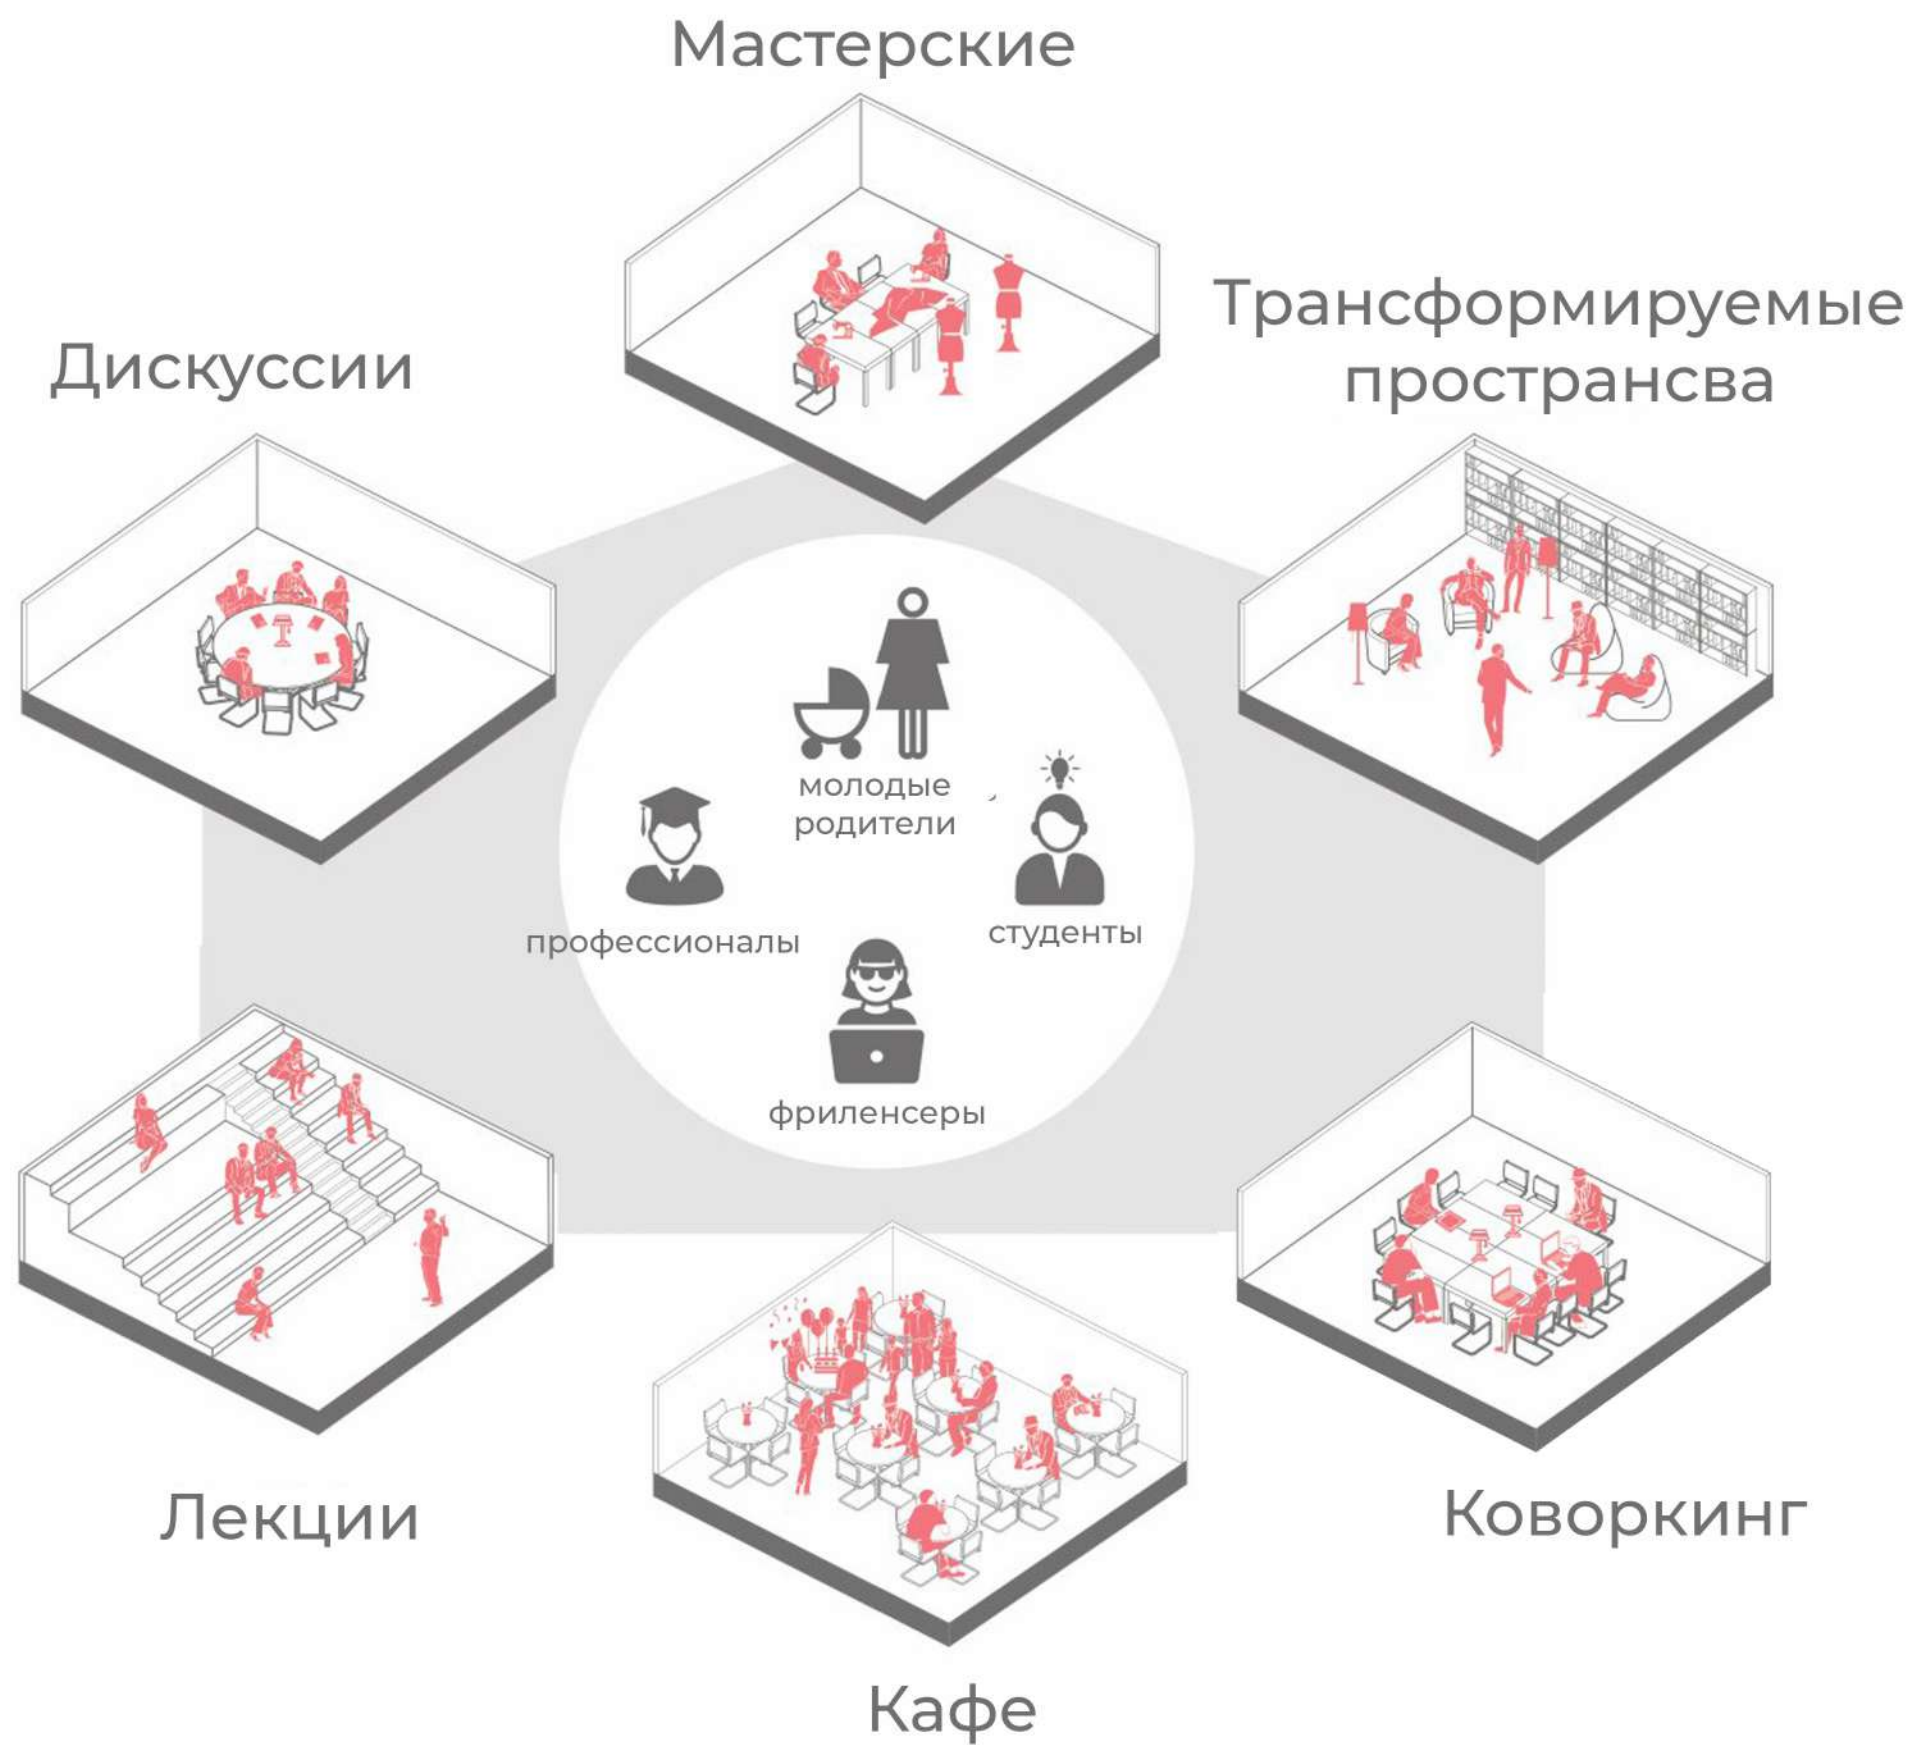 Мастерские
Трансформируемые
пространсва
Дискуссии
молодые
родители
профессионалы
студенты
фриленсеры
Лекции
Коворкинг
Кафе